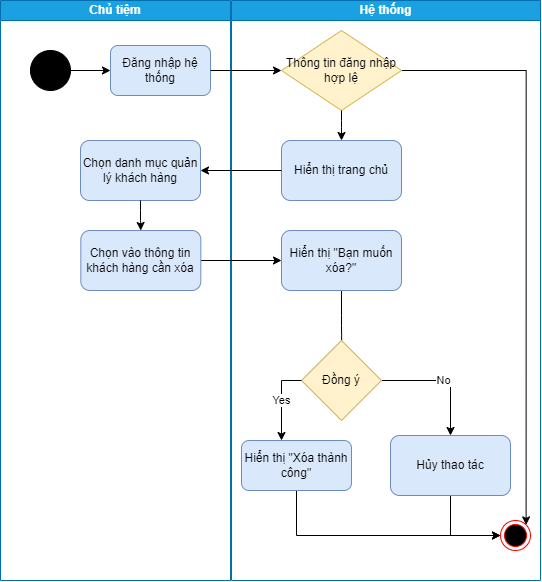 Chủ tiệm
Hệ thống
Đăng nhập hệ
thống
Thông tin đăng nhập
hợp lệ
Chọn danh mục quản
lý khách hàng
Hiển thị trang chủ
Chọn vào thông tin
khách hàng cần xóa
Hiển thị "Bạn muốn
xóa?"
Đồng ý
Yes
No
Hiển thị "Xóa thành
công"
Hủy thao tác